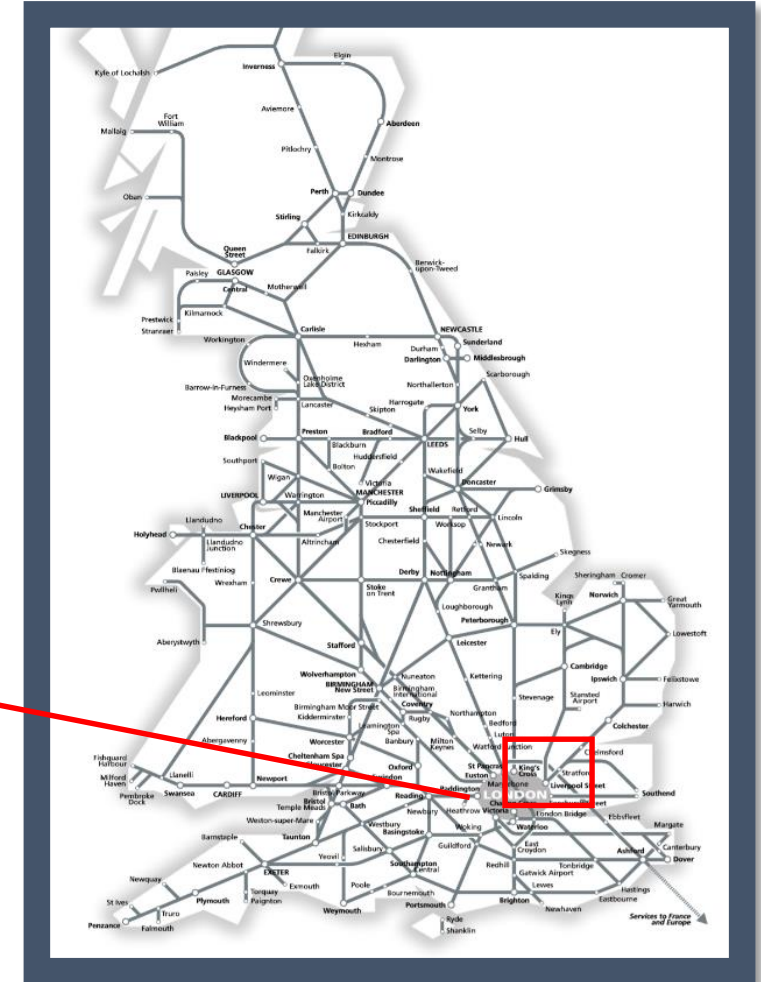 Elgin
Inverness
Kyle of Lochalsh
Aviemore
Fort
William
Mallaig
Aberdeen
Pitlochry
Montrose
Perth
Dundee
Oban
Stirling
Kirkcaldy
EDINBURGH
Queen
Street
Falkirk
Berwick-
upon-Tweed
Paisley
GLASGOW
Central
Motherwell
Prestwick
Kilmarnock
Stranraer
Carlisle
NEWCASTLE
Workington
Hexham
Durham
Sunderland
Darlington
Middlesbrough
Windermere
Scarborough
Oxenholme
Lake District
Barrow-in-Furness
Northallerton
Morecambe
Heysham Port
Lancaster
Harrogate
York
Skipton
Blackpool
Preston
Bradford
Selby
Hull
Blackburn
LEEDS
Huddersfield
Southport
Bolton
Wakefield
Wigan
Victoria
Doncaster
MANCHESTER
Grimsby
LIVERPOOL
Warrington
Piccadilly
Manchester
Airport
Sheffield
Retford
Llandudno
Stockport
Worksop
Lincoln
Holyhead
Chester
Llandudno
Junction
Altrincham
Chesterfield
Newark
Skegness
Blaenau Ffestiniog
Derby
Nottingham
Spalding
Sheringham
Cromer
Pwllheli
Wrexham
Crewe
Stoke
on Trent
Grantham
Kings
Lynn
Norwich
Great
Yarmouth
Loughborough
Shrewsbury
Peterborough
Ely
Lowestoft
Aberystwyth
Stafford
Leicester
Cambridge
Wolverhampton
Nuneaton
Kettering
Ipswich
Felixstowe
BIRMINGHAM
New Street
Birmingham
International
Leominster
Coventry
Stevenage
Stansted
Airport
Birmingham Moor Street
Harwich
Kidderminster
Rugby
Northampton
Hereford
Leamington
Spa
Bedford
Colchester
Worcester
Milton
Keynes
Luton
Abergavenny
Banbury
Watford Junction
Chelmsford
Cheltenham Spa
Gloucester
Fishguard
Harbour
Oxford
St Pancras
King's
Cross
Euston
Stratford
Milford
Haven
Llanelli
Swindon
Marylebone
Liverpool Street
Pembroke
Dock
Swansea
CARDIFF
Newport
Bristol Parkway
Reading
Paddington
LONDON
Southend
Bristol
Temple Meads
Bath
Newbury
Heathrow
Victoria
London Bridge
Ebbsfleet
Weston-super-Mare
Waterloo
Margate
Barnstaple
Taunton
Westbury
Basingstoke
Woking
East
Croydon
Canterbury
Salisbury
Guildford
Ashford
Dover
Newton Abbot
Yeovil
Redhill
Tonbridge
EXETER
Southampton
Central
Gatwick Airport
Newquay
Exmouth
Poole
Lewes
Hastings
St Ives
Plymouth
Torquay
Paignton
Bournemouth
Eastbourne
Truro
Weymouth
Portsmouth
Brighton
Newhaven
Penzance
Falmouth
Ryde
Shanklin
Services to France
and Europe